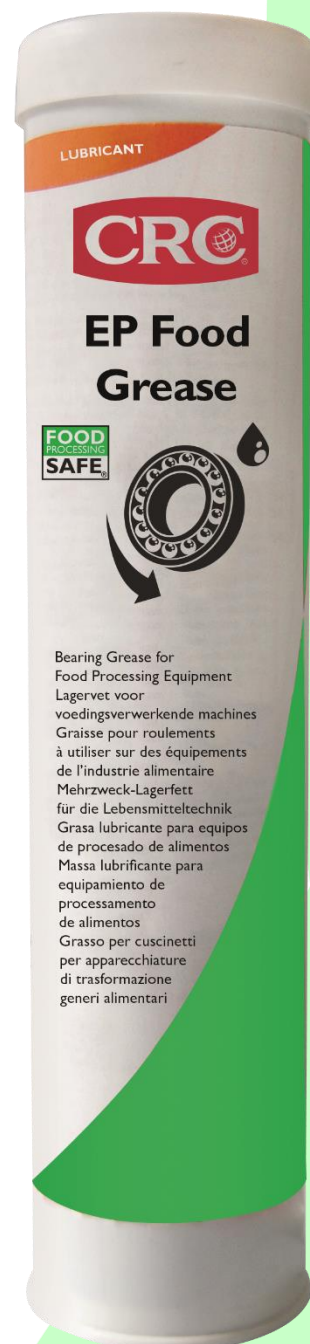 LUBRICANT
CRC
EP Food
Grease
FOOD
PROCESSING
SAFE®
Bearing Grease for
Food Processing Equipment
Lagervet voor
voedingsverwerkende machines
Graisse pour roulements
à utiliser sur des équipements
de l'industrie alimentaire
Mehrzweck-Lagerfett
für die Lebensmitteltechnik
Grasa lubricante para equipos
de procesado de alimentos
Massa lubrificante para
equipamiento de
processamento
de alimentos
Grasso per cuscinetti
per apparecchiature
di trasformazione
generi alimentari